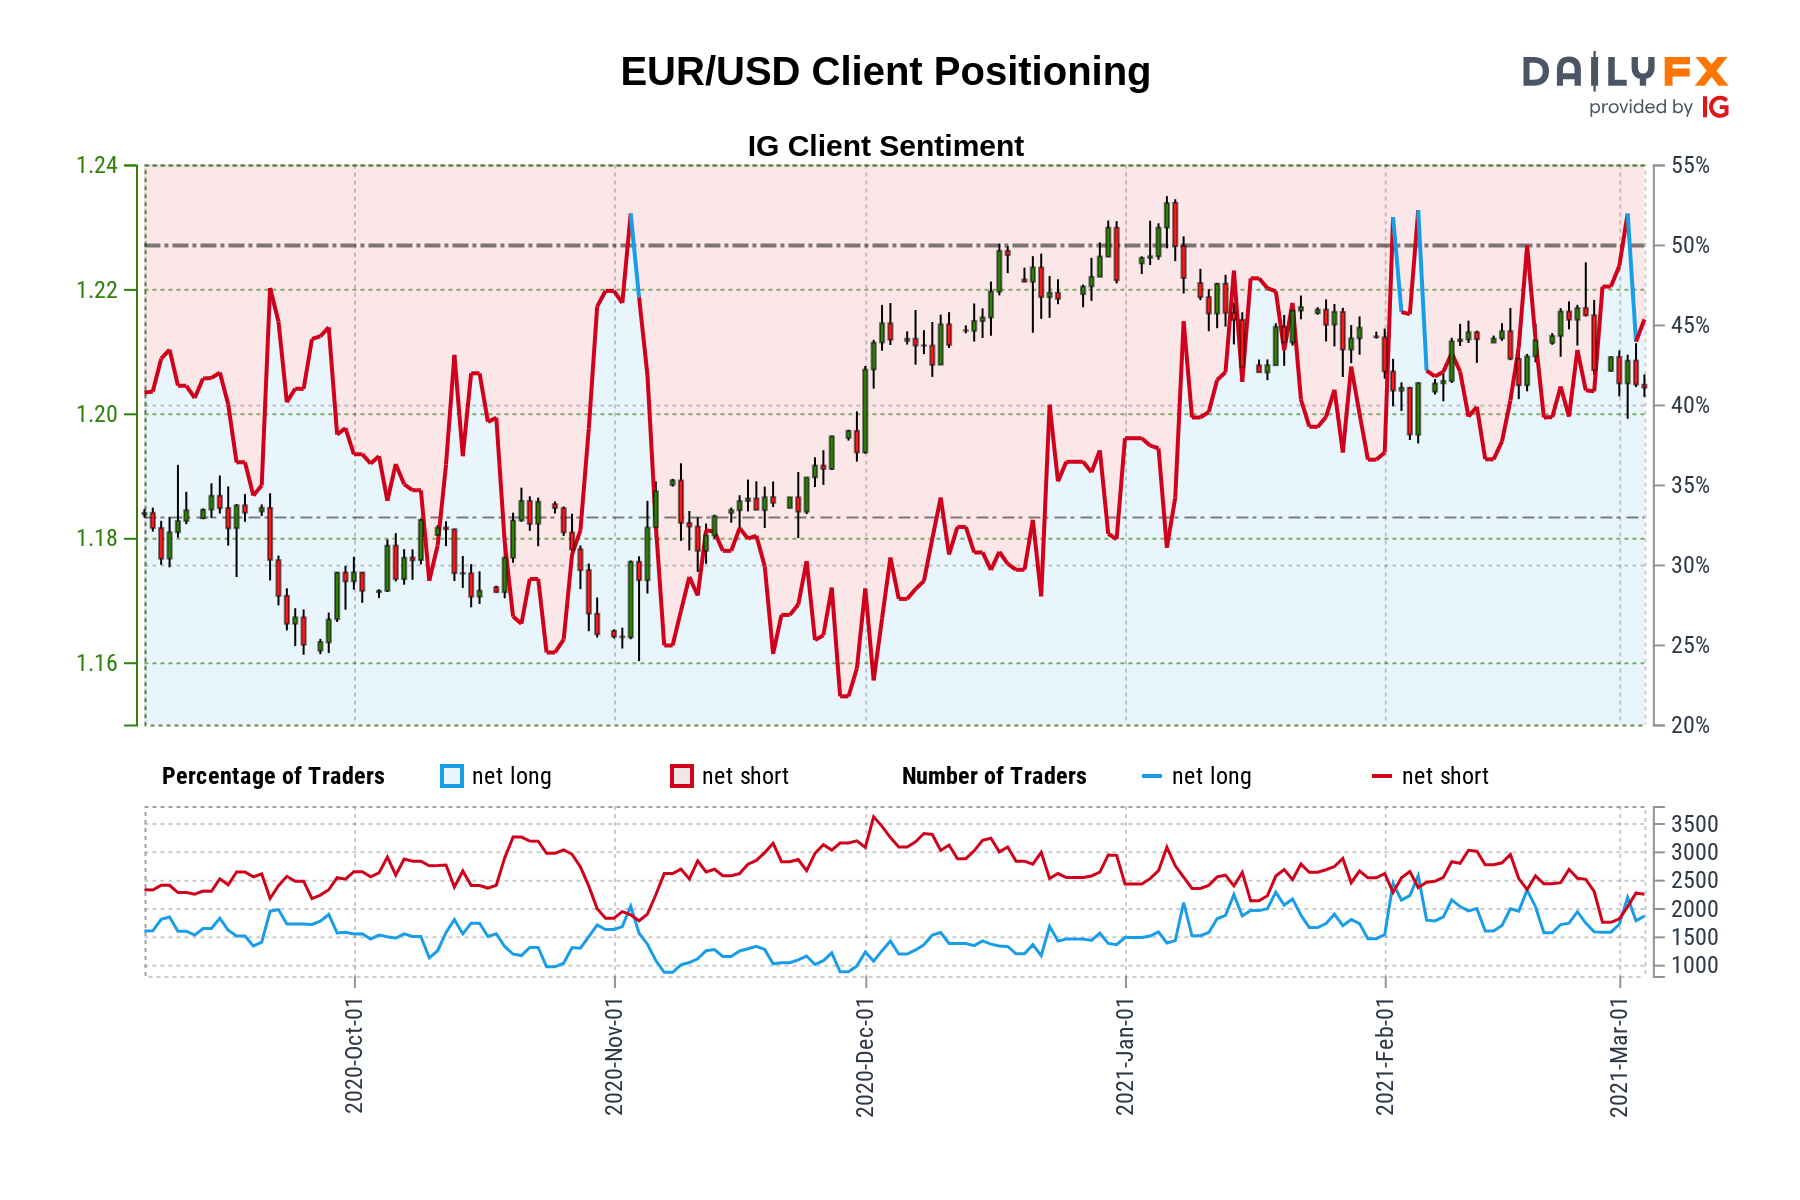 EUR/USD Client Positioning
DAILYFX
provided by IG
IG Client Sentiment
1.24
1.22
1.20
1.18
1.16
55%
50%
45%
40%
35%
30%
25%
20%
Percentage of Traders net long net short Number of Traders net long net short
3500
3000
2500
2000
1500
1000
2020-Oct-01
2020-Nov-01
2020-Dec-01
2021-Jan-01
2021-Feb-01
2021-Mar-01